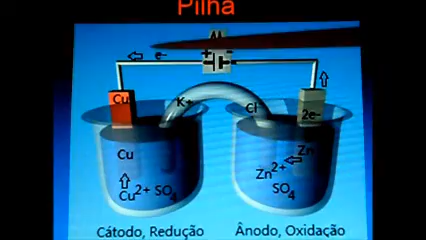 Pilha
+ -
e-
Cu
K+
Cl-
2e-
Cu
Zn
Zn2+
Cu2+ SO4
SO4
Cátodo, Redução
Ânodo, Oxidação